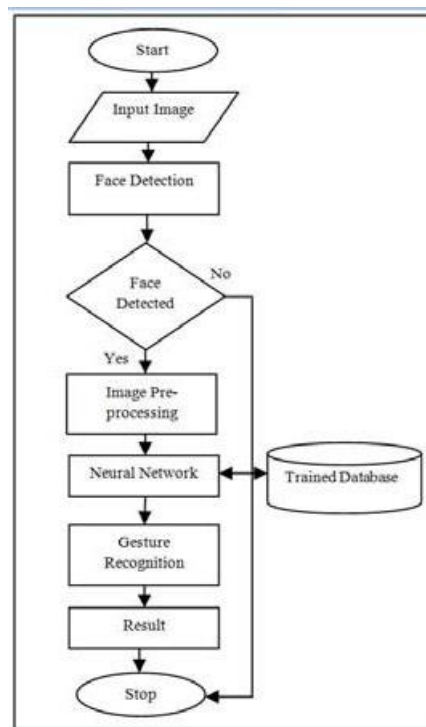 Start
Input Image
Face Detection
Face
Detected
No
Yes
Image Pre-
processing
Neural Network
Trained Database
Gesture
Recognition
Result
Stop